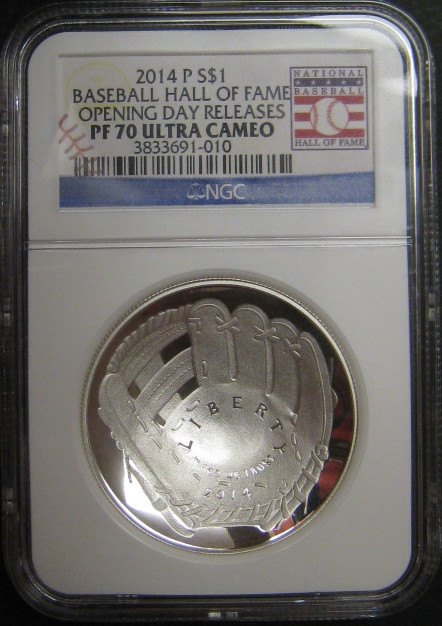 2014 P S$1
BASEBALL HALL OF FAME
OPENING DAY RELEASES
PF 70 ULTRA CAMEO
3833691-010
NATIONAL
BASEBALL
HALL OF FAME
NGC
LIBERTY
IN GOD WE TRUST
2014